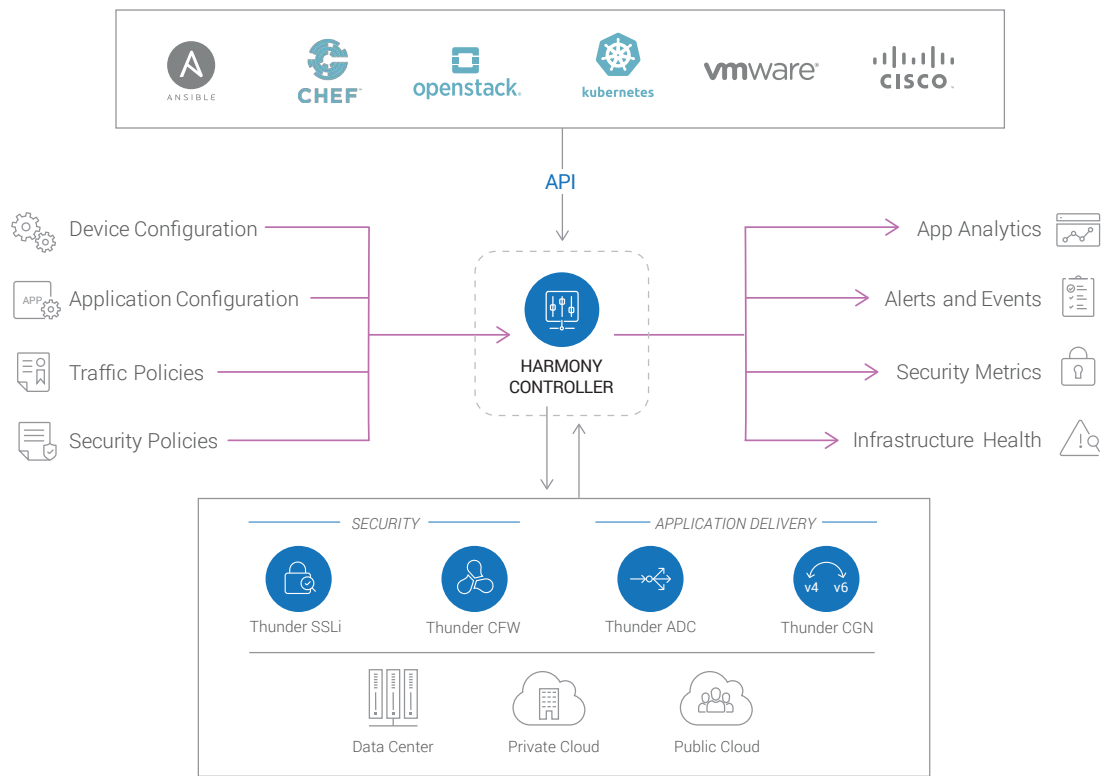 ANSIBLE
CHEF™
openstack.
kubernetes
vmware®
CISCO™
API
Device Configuration
App Analytics
APP
Application Configuration
Alerts and Events
HARMONY
CONTROLLER
Traffic Policies
Security Metrics
Security Policies
Infrastructure Health
SECURITY
APPLICATION DELIVERY
v4 v6
Thunder SSLi
Thunder CFW
Thunder ADC
Thunder CGN
Data Center
Private Cloud
Public Cloud